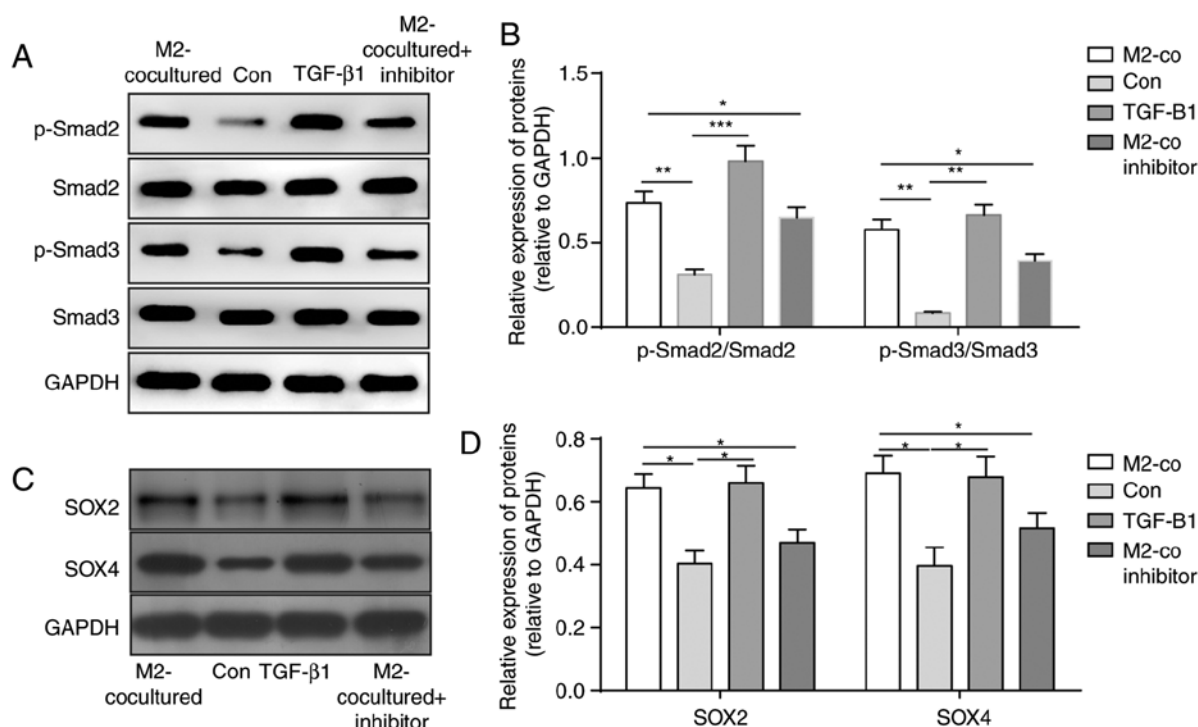 A
M2-
cocultured
Con
TGF-β1
M2-
cocultured+
inhibitor
p-Smad2
Smad2
p-Smad3
Smad3
GAPDH
B
Relative expression of proteins
(relative to GAPDH)
1.5
1.0
0.5
0.0
*
***
**
*
**
**
p-Smad2/Smad2
p-Smad3/Smad3
M2-co
Con
TGF-B1
M2-co
inhibitor
C
SOX2
SOX4
GAPDH
M2-
cocultured
Con
TGF-β1
M2-
cocultured+
inhibitor
D
Relative expression of proteins
(relative to GAPDH)
0.8
0.6
0.4
0.6
0.0
*
*
*
*
*
*
SOX2
SOX4
M2-co
Con
TGF-B1
M2-co
inhibitor